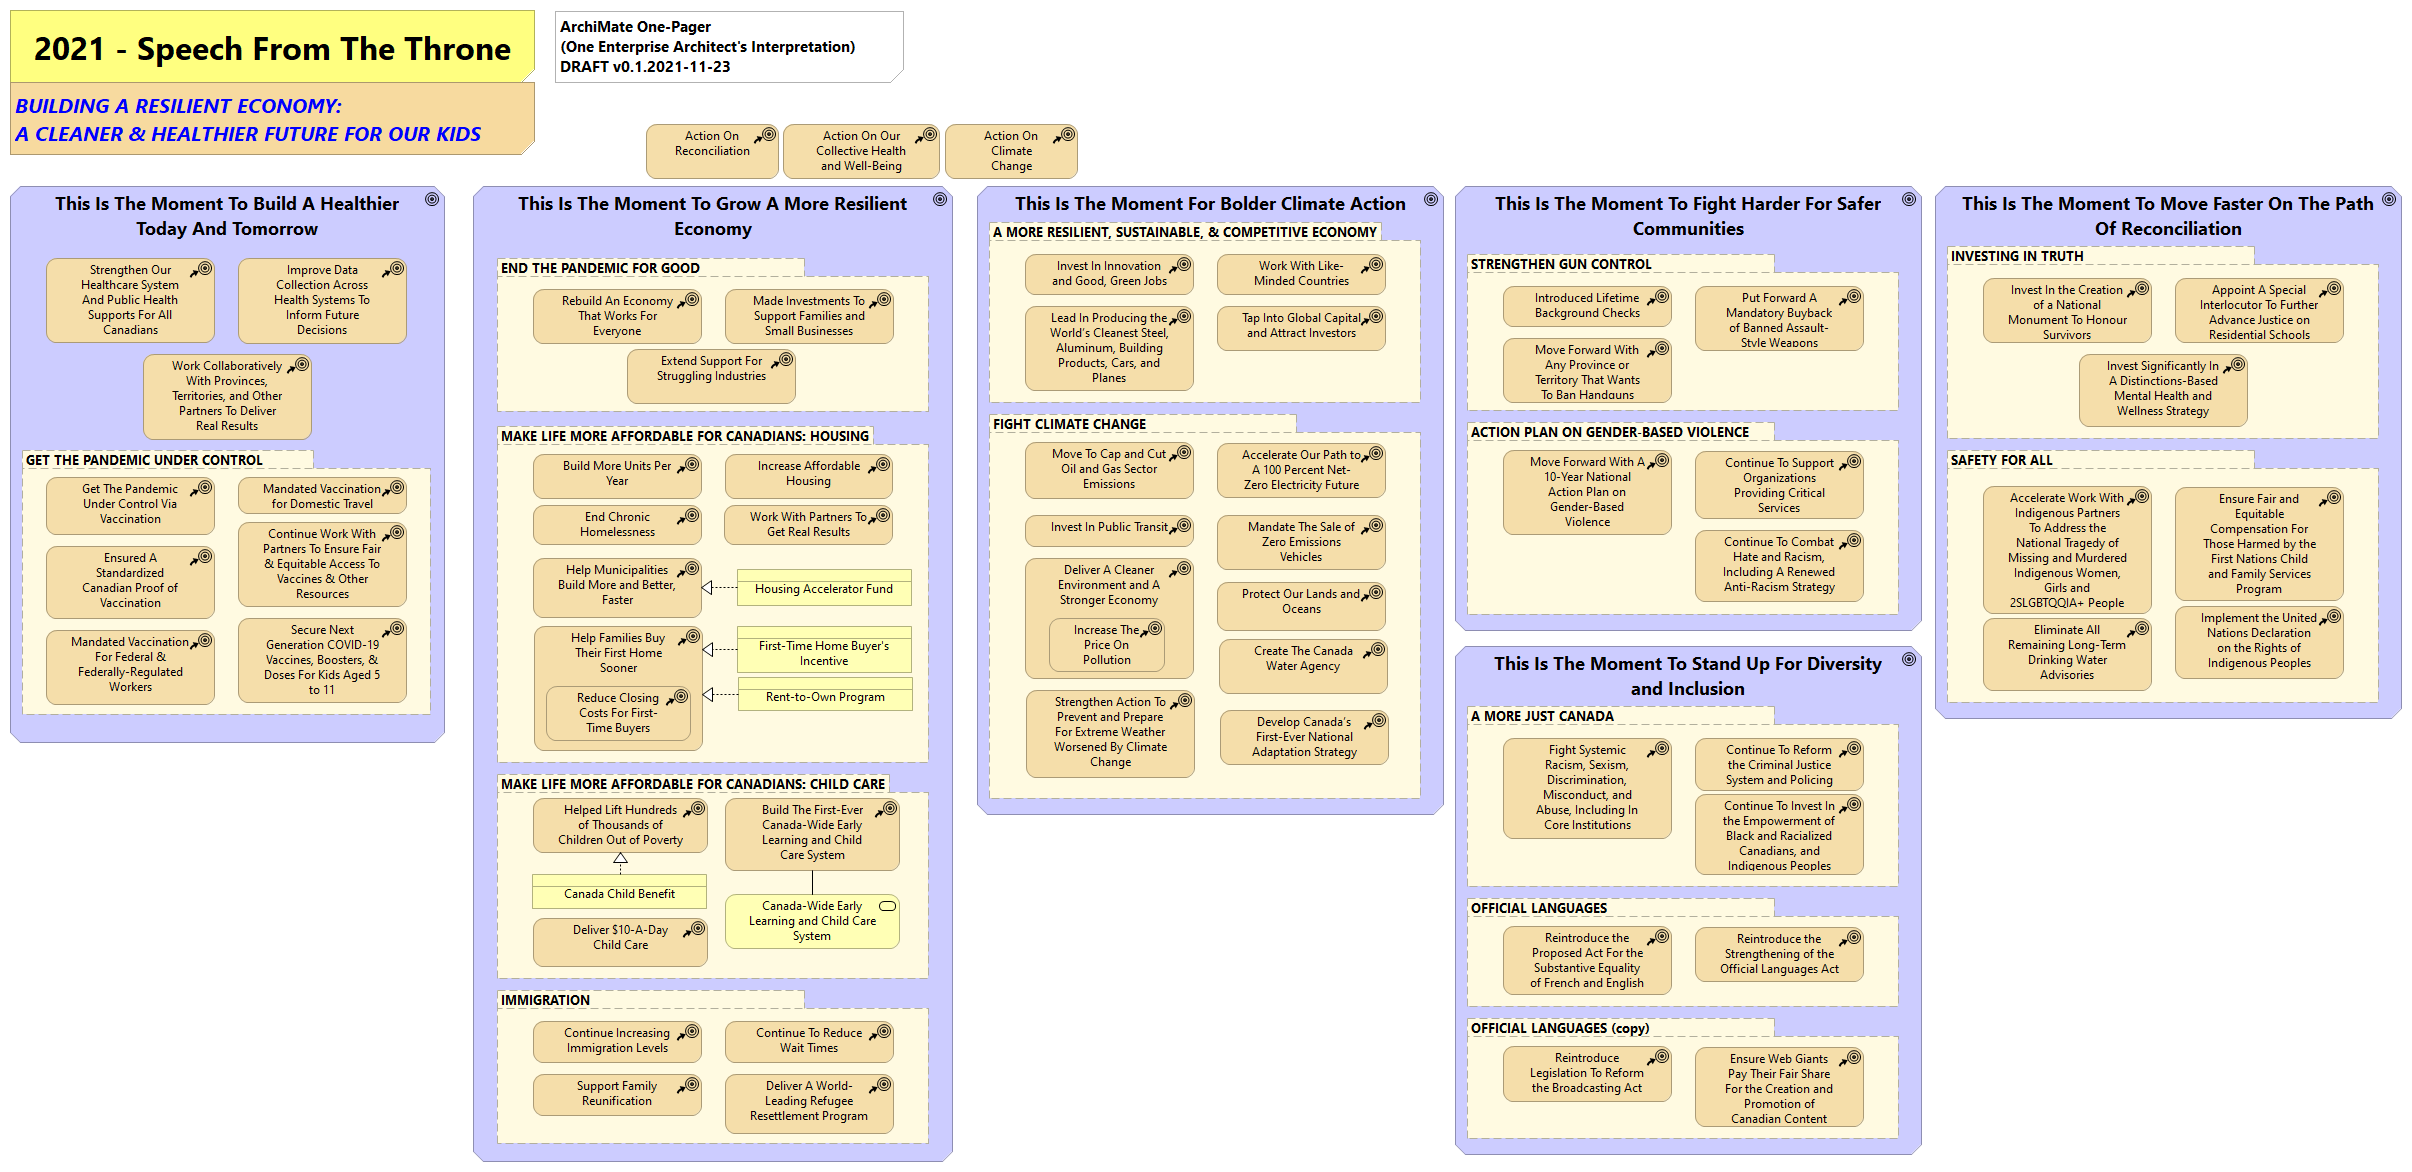 2021 - Speech From The Throne
BUILDING A RESILIENT ECONOMY:
A CLEANER & HEALTHIER FUTURE FOR OUR KIDS
ArchiMate One-Pager
(One Enterprise Architect's Interpretation)
DRAFT v0.1.2021-11-23
Action On
Reconciliation
Action On Our
Collective Health
and Well-Being
Action On
Climate
Change
This Is The Moment To Build A Healthier
Today And Tomorrow
Strengthen Our
Healthcare System
And Public Health
Supports For All
Canadians
Improve Data
Collection Across
Health Systems To
Inform Future
Decisions
Work Collaboratively
With Provinces,
Territories, and Other
Partners To Deliver
Real Results
GET THE PANDEMIC UNDER CONTROL
Get The Pandemic
Under Control Via
Vaccination
Mandated Vaccination
for Domestic Travel
Ensured A
Standardized
Canadian Proof of
Vaccination
Continue Work With
Partners To Ensure Fair
& Equitable Access To
Vaccines & Other
Resources
Mandated Vaccination
For Federal &
Federally-Regulated
Workers
Secure Next
Generation COVID-19
Vaccines, Boosters, &
Doses For Kids Aged 5
to 11
This Is The Moment To Grow A More Resilient
Economy
END THE PANDEMIC FOR GOOD
Rebuild An Economy
That Works For
Everyone
Made Investments To
Support Families and
Small Businesses
Extend Support For
Struggling Industries
MAKE LIFE MORE AFFORDABLE FOR CANADIANS: HOUSING
Build More Units Per
Year
Increase Affordable
Housing
End Chronic
Homelessness
Work With Partners To
Get Real Results
Help Municipalities
Build More and Better,
Faster
Housing Accelerator Fund
Help Families Buy
Their First Home
Sooner
First-Time Home Buyer's
Incentive
Reduce Closing
Costs For First-
Time Buyers
Rent-to-Own Program
MAKE LIFE MORE AFFORDABLE FOR CANADIANS: CHILD CARE
Helped Lift Hundreds
of Thousands of
Children Out of Poverty
Build The First-Ever
Canada-Wide Early
Learning and Child
Care System
Canada Child Benefit
Canada-Wide Early
Learning and Child Care
System
Deliver $10-A-Day
Child Care
IMMIGRATION
Continue Increasing
Immigration Levels
Continue To Reduce
Wait Times
Support Family
Reunification
Deliver A World-
Leading Refugee
Resettlement Program
This Is The Moment For Bolder Climate Action
A MORE RESILIENT, SUSTAINABLE, & COMPETITIVE ECONOMY
Invest In Innovation
and Good, Green Jobs
Work With Like-
Minded Countries
Lead In Producing the
World's Cleanest Steel,
Aluminum, Building
Products, Cars, and
Planes
Tap Into Global Capital
and Attract Investors
FIGHT CLIMATE CHANGE
Move To Cap and Cut
Oil and Gas Sector
Emissions
Accelerate Our Path to
A 100 Percent Net-
Zero Electricity Future
Invest In Public Transit
Mandate The Sale of
Zero Emissions
Vehicles
Deliver A Cleaner
Environment and A
Stronger Economy
Increase The
Price On
Pollution
Protect Our Lands and
Oceans
Create The Canada
Water Agency
Strengthen Action To
Prevent and Prepare
For Extreme Weather
Worsened By Climate
Change
Develop Canada's
First-Ever National
Adaptation Strategy
This Is The Moment To Fight Harder For Safer
Communities
STRENGTHEN GUN CONTROL
Introduced Lifetime
Background Checks
Put Forward A
Mandatory Buyback
of Banned Assault-
Style Weapons
Move Forward With
Any Province or
Territory That Wants
To Ban Handguns
ACTION PLAN ON GENDER-BASED VIOLENCE
Move Forward With A
10-Year National
Action Plan on
Gender-Based
Violence
Continue To Support
Organizations
Providing Critical
Services
Continue To Combat
Hate and Racism,
Including A Renewed
Anti-Racism Strategy
This Is The Moment To Stand Up For Diversity
and Inclusion
A MORE JUST CANADA
Fight Systemic
Racism, Sexism,
Discrimination,
Misconduct, and
Abuse, Including In
Core Institutions
Continue To Reform
the Criminal Justice
System and Policing
Continue To Invest In
the Empowerment of
Black and Racialized
Canadians, and
Indigenous Peoples
OFFICIAL LANGUAGES
Reintroduce the
Proposed Act For the
Substantive Equality
of French and English
Reintroduce the
Strengthening of the
Official Languages Act
OFFICIAL LANGUAGES (copy)
Reintroduce
Legislation To Reform
the Broadcasting Act
Ensure Web Giants
Pay Their Fair Share
For the Creation and
Promotion of
Canadian Content
This Is The Moment To Move Faster On The Path
Of Reconciliation
INVESTING IN TRUTH
Invest In the Creation
of a National
Monument To Honour
Survivors
Appoint A Special
Interlocutor To Further
Advance Justice on
Residential Schools
Invest Significantly In
A Distinctions-Based
Mental Health and
Wellness Strategy
SAFETY FOR ALL
Accelerate Work With
Indigenous Partners
To Address the
National Tragedy of
Missing and Murdered
Indigenous Women,
Girls and
2SLGBTQQIA+ People
Ensure Fair and
Equitable
Compensation For
Those Harmed by the
First Nations Child
and Family Services
Program
Eliminate All
Remaining Long-Term
Drinking Water
Advisories
Implement the United
Nations Declaration
on the Rights of
Indigenous Peoples